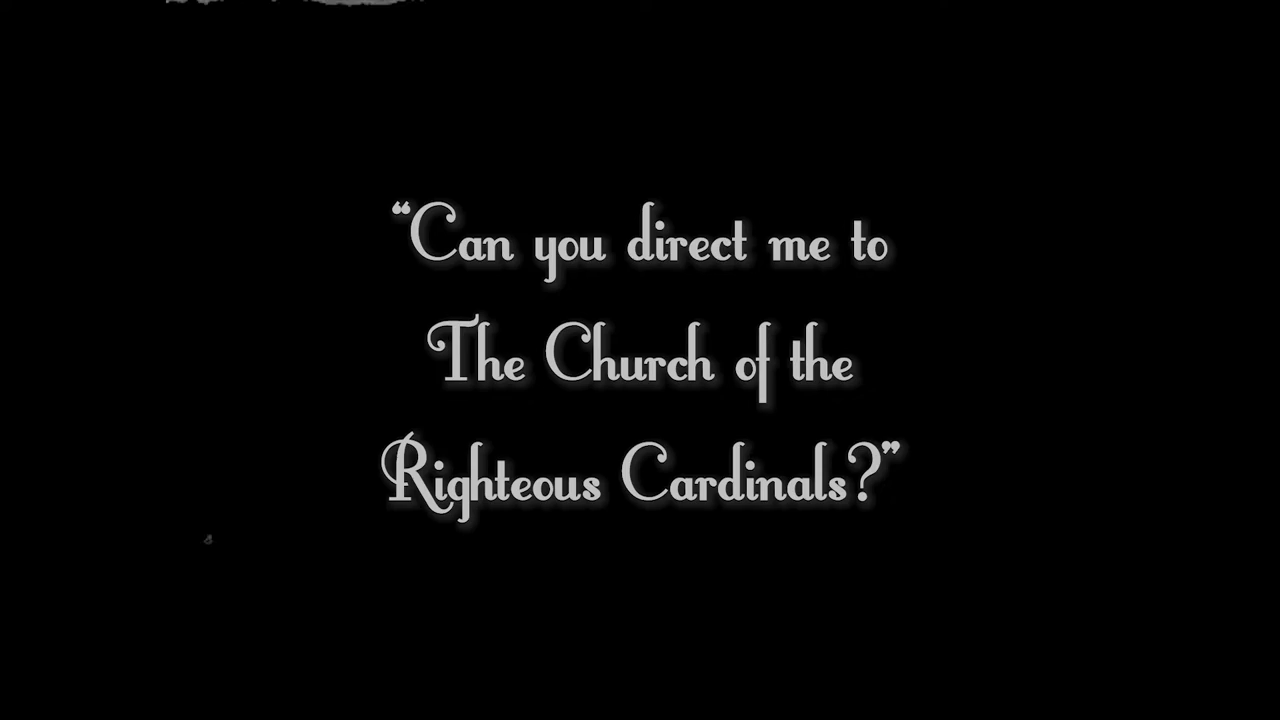 “Can you direct me to
The Church of the
Righteous Cardinals?”